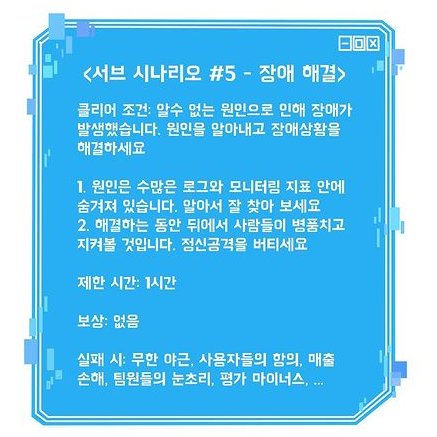 <서브 시나리오 #5 - 장애 해결>
클리어 조건: 알수 없는 원인으로 인해 장애가
발생했습니다. 원인을 알아내고 장애상황을
해결하세요
1. 원인은 수많은 로그와 모니터링 지표 안에
숨겨져 있습니다. 알아서 잘 찾아 보세요
2. 해결하는 동안 뒤에서 사람들이 병풍치고
지켜볼 것입니다. 정신공격을 버티세요
제한 시간: 1시간
보상: 없음
실패 시: 무한 야근, 사용자들의 항의, 매출
손해, 팀원들의 눈초리, 평가 마이너스, ...